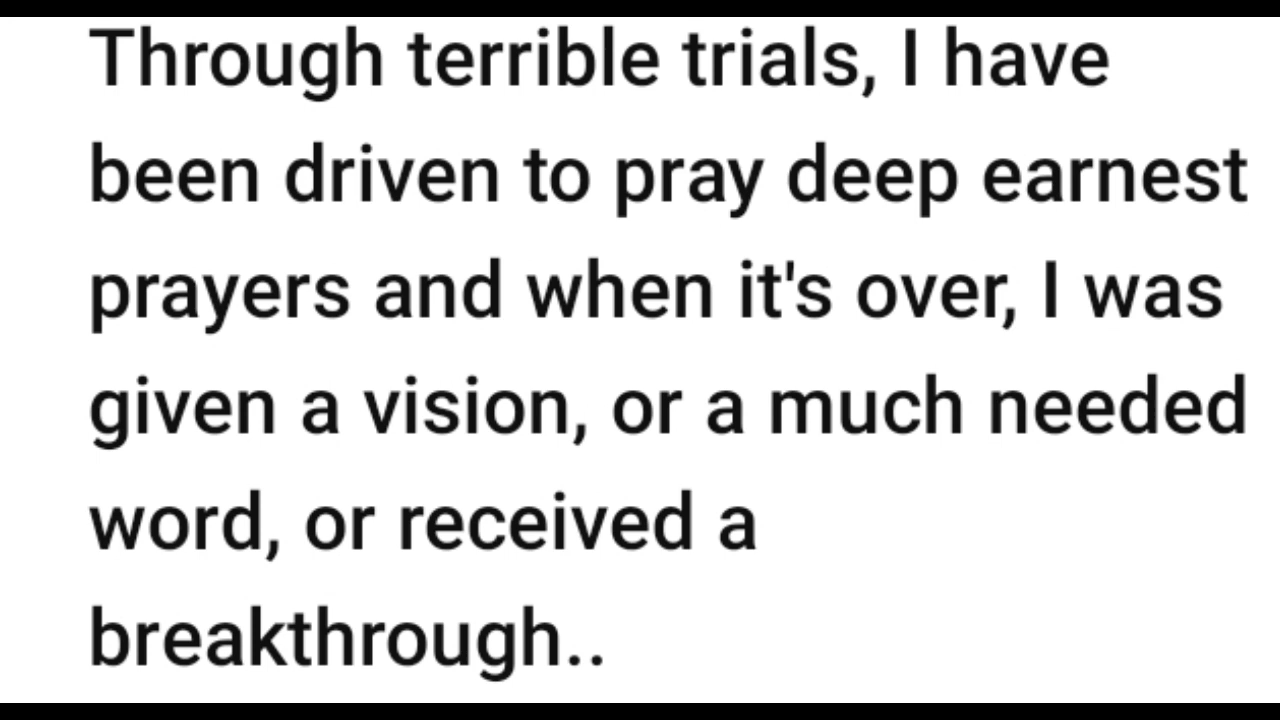 Through terrible trials, I have
been driven to pray deep earnest
prayers and when it's over, I was
given a vision, or a much needed
word, or received a
breakthrough..